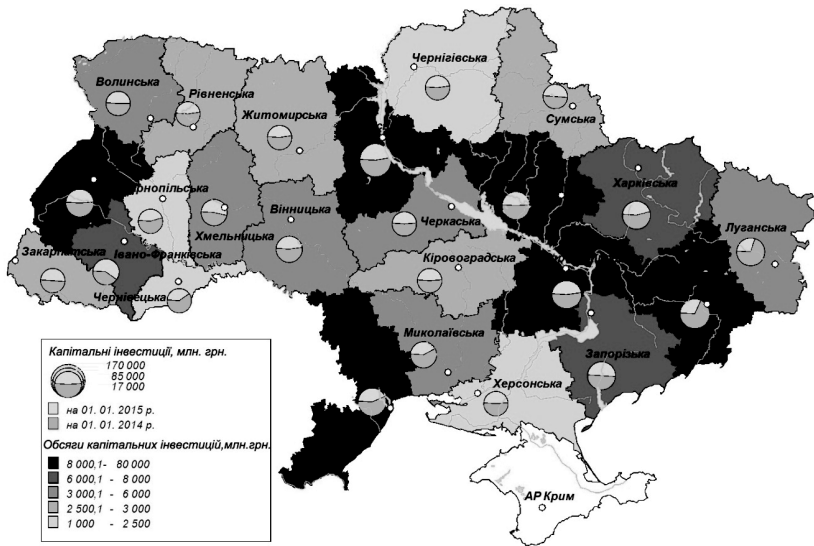 Чернігівська
Волинська
Рівненська
Житомирська
Сумська
Харківська
рнопільська
Вінницька
Хмельницька
Черкаська
Луганська
Закарпатська
Івано-Франківська
Кіровоградська
Чернівецька
Миколаївська
Запорізька
Херсонська
АР Крим
Капітальні інвестиції, млн. грн.
170 000
85 000
17 000
на 01. 01. 2015 р.
на 01. 01. 2014 р.
Обсяги капітальних інвестицій,млн.грн.
8 000,1- 80 000
6 000,1 - 8 000
3 000,1 - 6 000
2 500,1 - 3 000
1 000 - 2 500